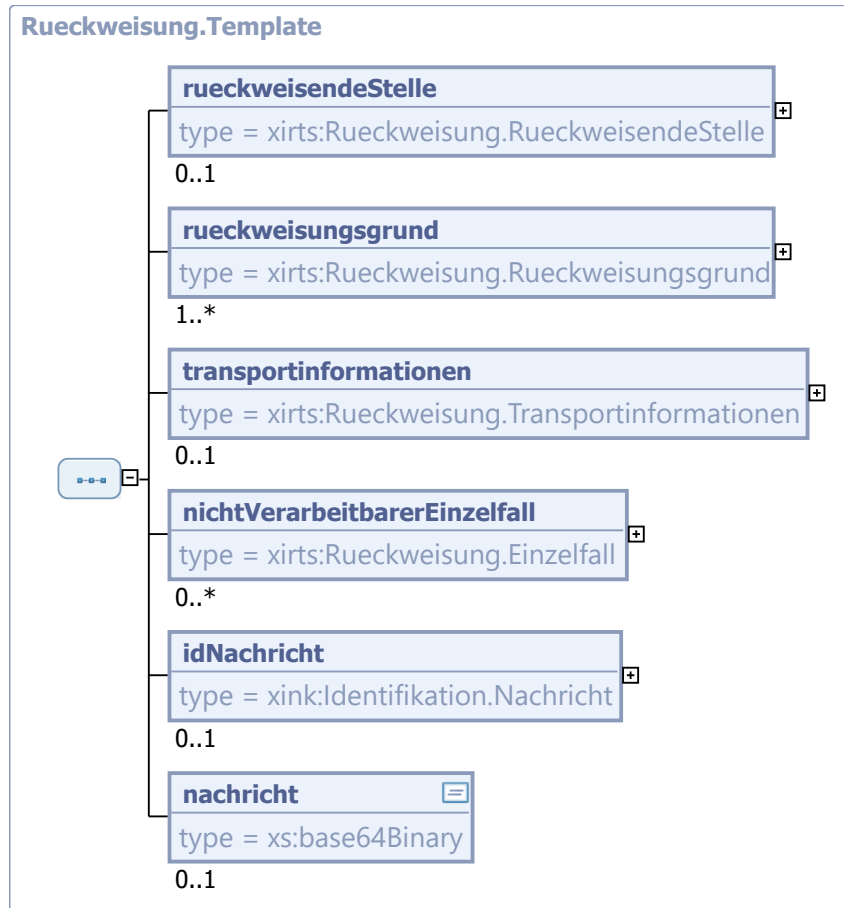 Rueckweisung.Template
rueckweisendeStelle
type = xirts:Rueckweisung.RueckweisendeStelle
0..1
rueckweisungsgrund
type = xirts:Rueckweisung.Rueckweisungsgrund
1..*
transportinformationen
type = xirts:Rueckweisung.Transportinformationen
0..1
nichtVerarbeitbarerEinzelfall
type = xirts:Rueckweisung.Einzelfall
0..*
idNachricht
type = xink:Identifikation.Nachricht
0..1
nachricht
type = xs:base64Binary
0..1